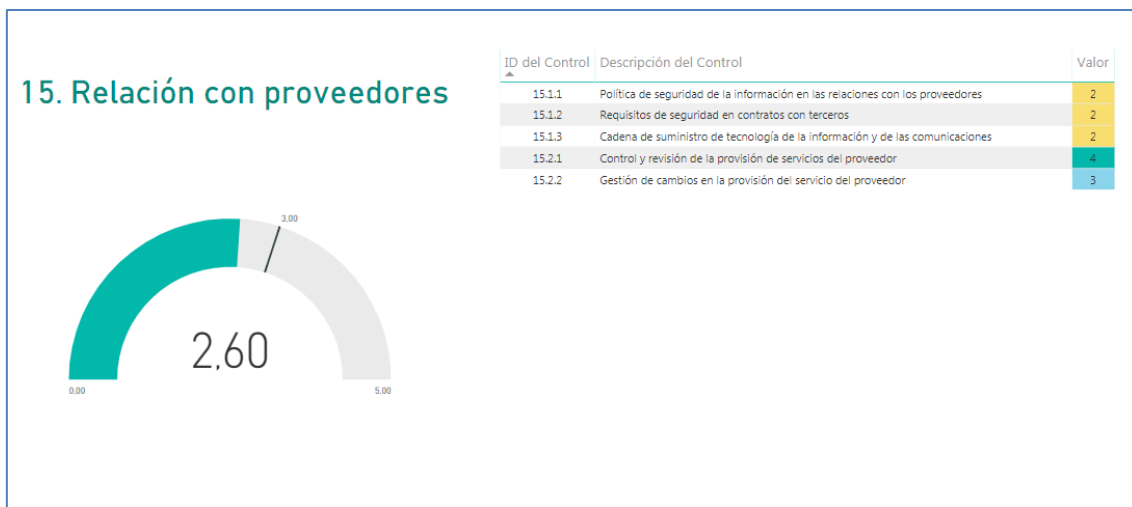 15. Relación con proveedores
ID del Control Descripción del Control Valor
15.1.1 Política de seguridad de la información en las relaciones con los proveedores 2
15.1.2 Requisitos de seguridad en contratos con terceros 2
15.1.3 Cadena de suministro de tecnología de la información y de las comunicaciones 2
15.2.1 Control y revisión de la provisión de servicios del proveedor 4
15.2.2 Gestión de cambios en la provisión del servicio del proveedor 3
3.00
2,60
0.00 5.00